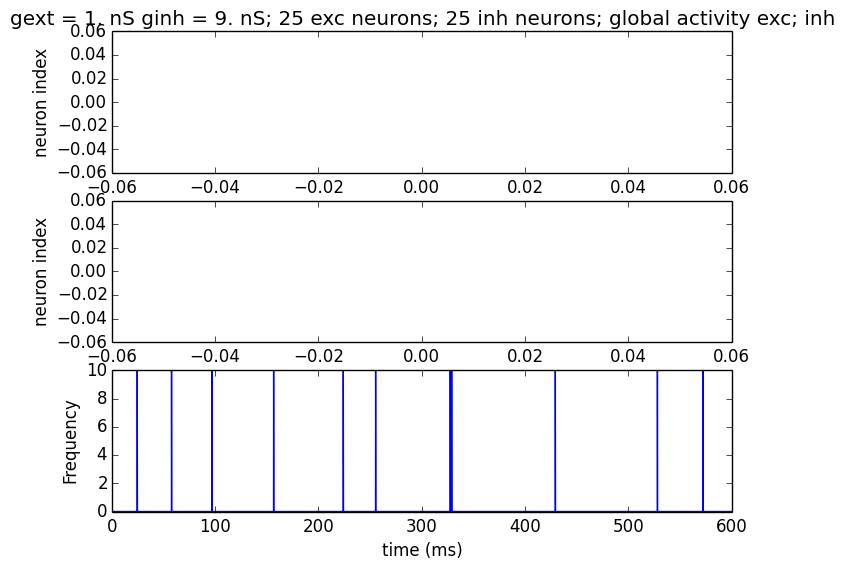 gext = 1. nS ginh = 9. nS; 25 exc neurons; 25 inh neurons; global activity exc; inh
0.06
0.04
0.02
0.00
−0.02
−0.04
−0.06
neuron index
−0.06 −0.04 −0.02 0.00 0.02 0.04 0.06
0.06
0.04
0.02
0.00
−0.02
−0.04
−0.06
neuron index
−0.06 −0.04 −0.02 0.00 0.02 0.04 0.06
10
8
6
4
2
0
Frequency
0 100 200 300 400 500 600
time (ms)